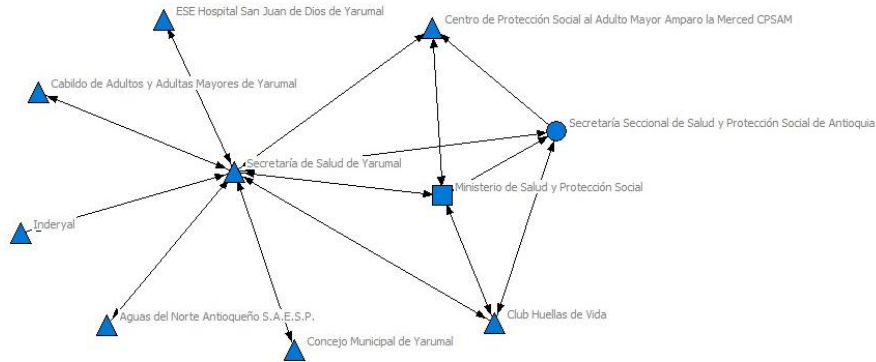 ESE Hospital San Juan de Dios de Yarumal
Centro de Protección Social al Adulto Mayor Amparo la Merced CPSAM
Cabildo de Adultos y Adultas Mayores de Yarumal
Secretaría Seccional de Salud y Protección Social de Antioquia
Secretaría de Salud de Yarumal
Ministerio de Salud y Protección Social
Inderyal
Aguas del Norte Antioqueño S.A.E.S.P.
Club Huellas de Vida
Concejo Municipal de Yarumal